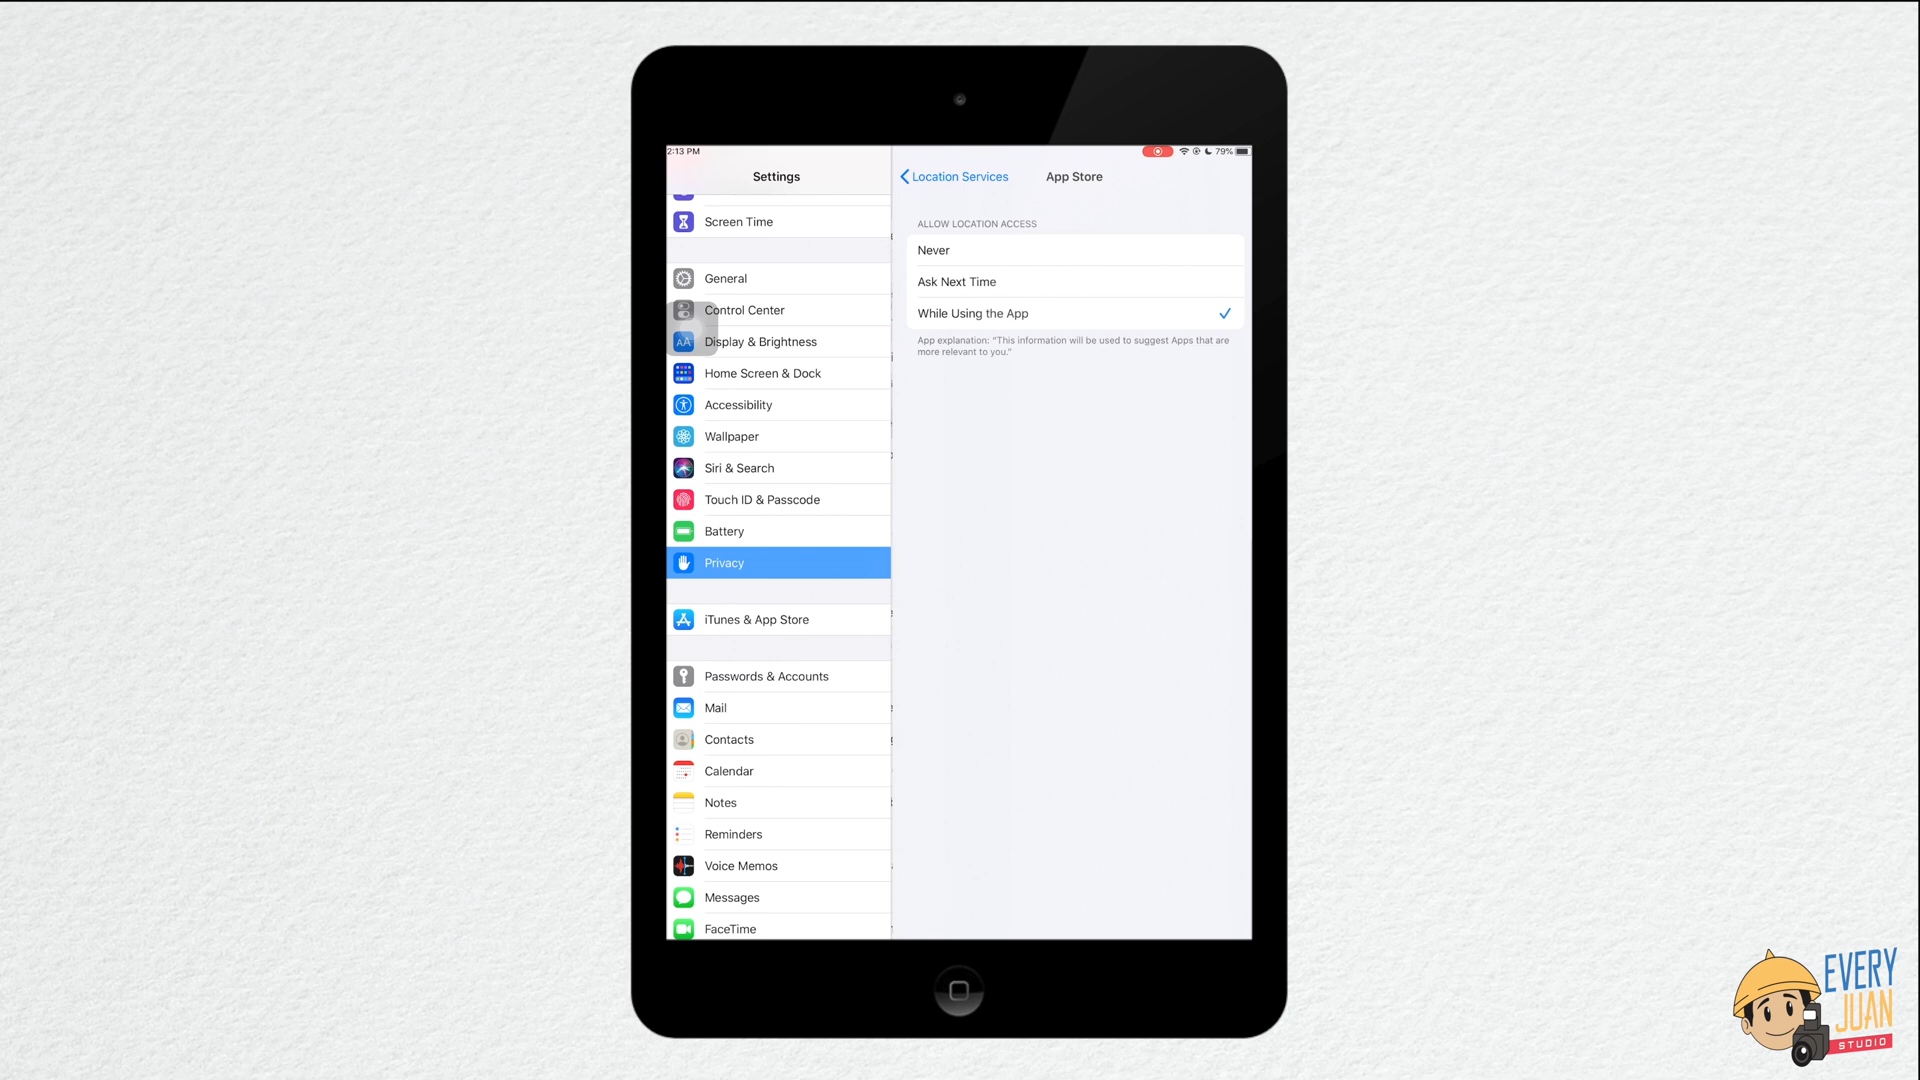 2:13 PM
79%
Settings
Location Services
App Store
Screen Time
General
Control Center
Display & Brightness
Home Screen & Dock
Accessibility
Wallpaper
Siri & Search
Touch ID & Passcode
Battery
Privacy
iTunes & App Store
Passwords & Accounts
Mail
Contacts
Calendar
Notes
Reminders
Voice Memos
Messages
FaceTime
ALLOW LOCATION ACCESS
Never
Ask Next Time
While Using the App
App explanation: “This information will be used to suggest Apps that are
more relevant to you.”
AA
EVERY
JUAN
STUDIO